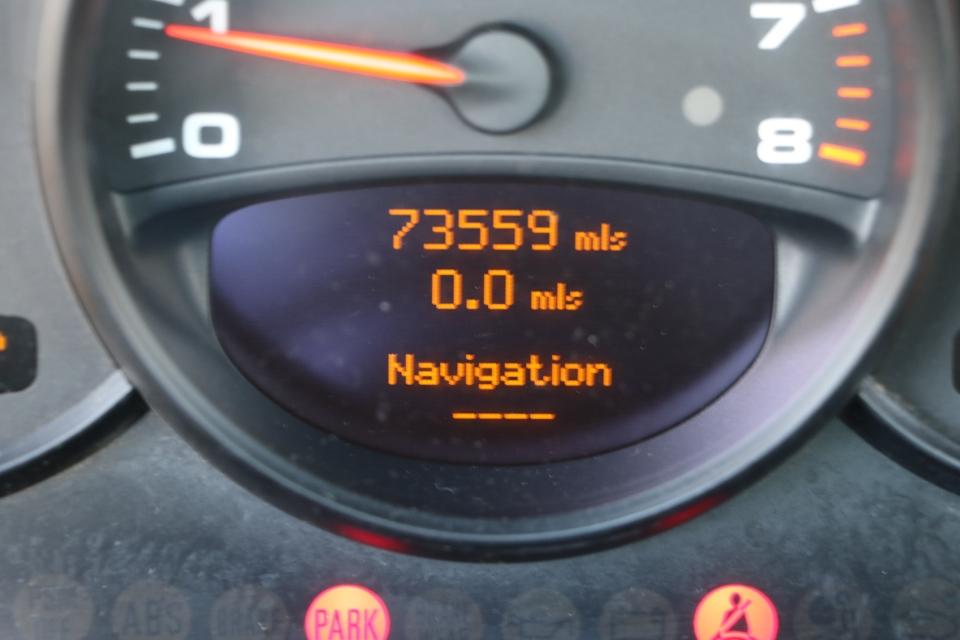 1
7
0
8
73559 mls
0.0 mls
Navigation
----
ABS
PARK